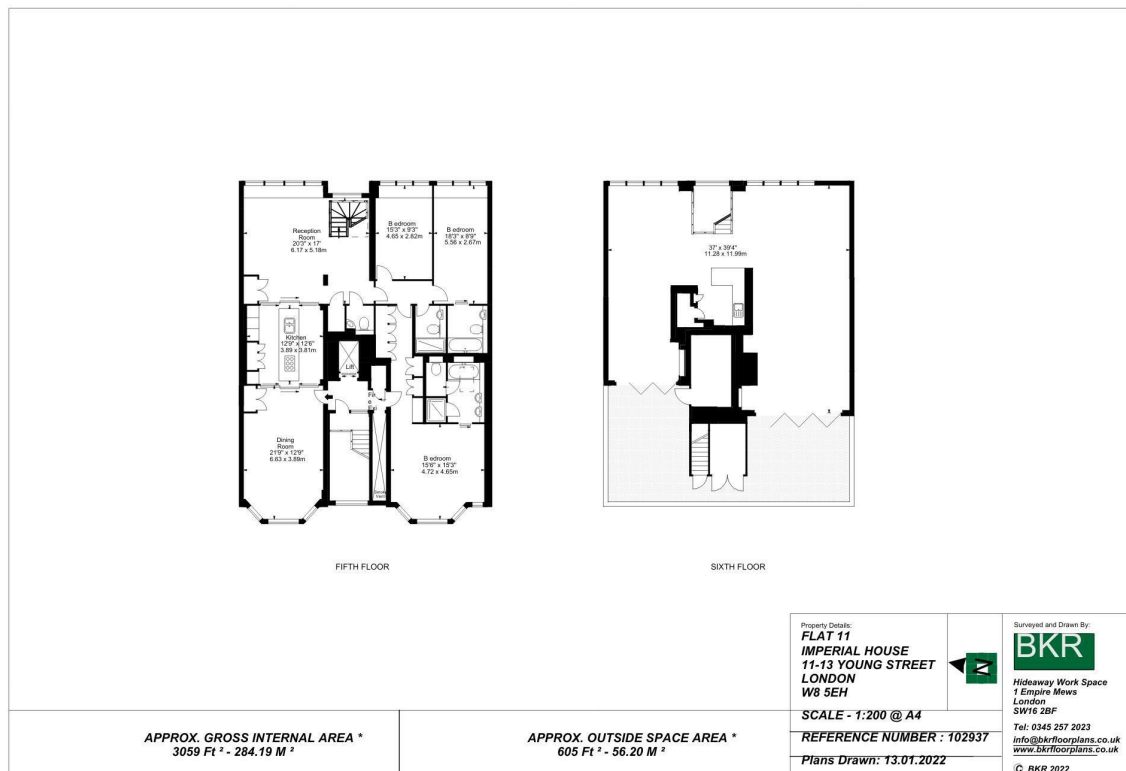 Reception
Room
20'3" x 17'
6.17 x 5.18m
B edroom
15'3" x 9'3"
4.65 x 2.82m
B edroom
18'3" x 8'9"
5.56 x 2.67m
Kitchen
12'9" x 12'6"
3.89 x 3.81m
Lift
Dining
Room
21'9" x 12'9"
6.63 x 3.89m
B edroom
15'6" x 15'3"
4.72 x 4.65m
37' x 39'4"
11.28 x 11.99m
FIFTH FLOOR
SIXTH FLOOR
APPROX. GROSS INTERNAL AREA *
3059 Ft ² - 284.19 M ²
APPROX. OUTSIDE SPACE AREA *
605 Ft ² - 56.20 M ²
Property Details:
FLAT 11
IMPERIAL HOUSE
11-13 YOUNG STREET
LONDON
W8 5EH
N
SCALE - 1:200 @ A4
REFERENCE NUMBER : 102937
Plans Drawn: 13.01.2022
Surveyed and Drawn By:
BKR
Hideaway Work Space
1 Empire Mews
London
SW16 2BF
Tel: 0345 257 2023
info@bkrfloorplans.co.uk
www.bkrfloorplans.co.uk
© BKR 2022